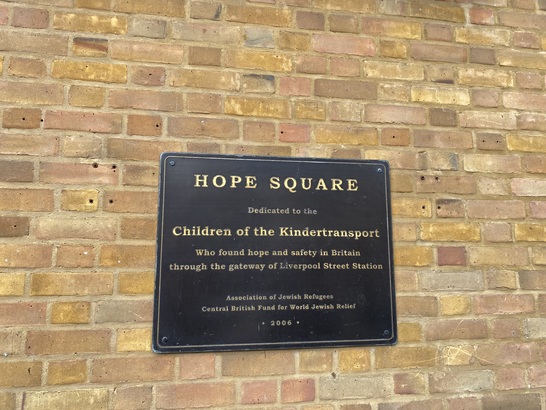 HOPE SQUARE
Dedicated to the
Children of the Kindertransport
Who found hope and safety in Britain
through the gateway of Liverpool Street Station
Association of Jewish Refugees
Central British Fund for World Jewish Relief
• 2006 •